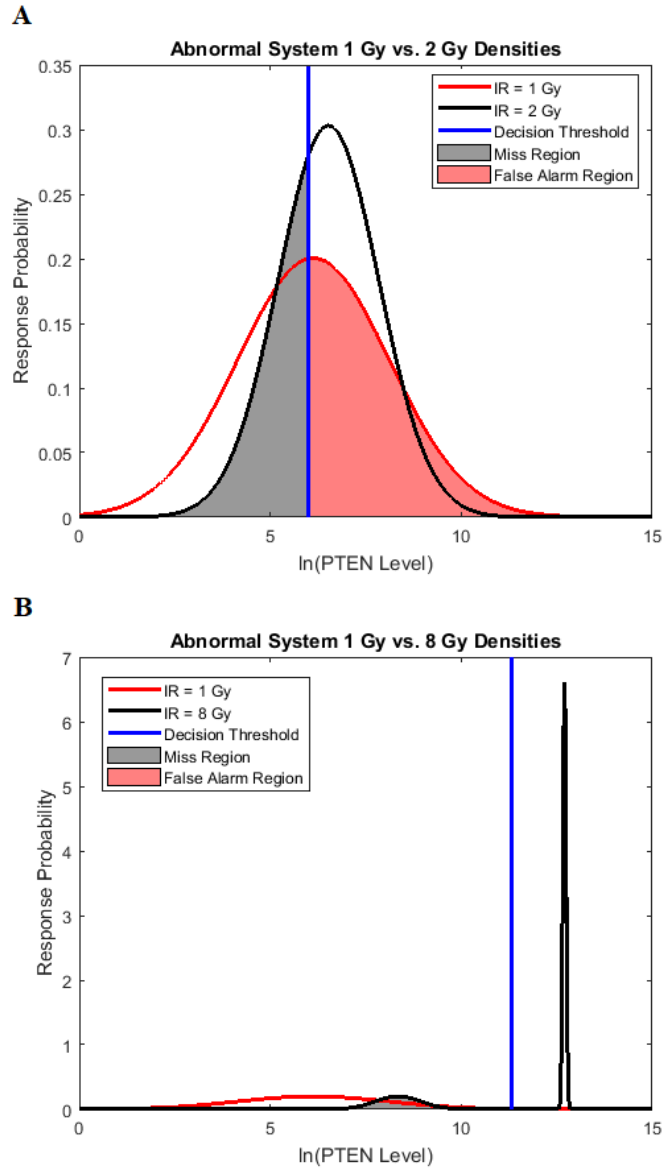 A
Abnormal System 1 Gy vs. 2 Gy Densities
0.35
0.3
0.25
0.2
0.15
0.1
0.05
0
Response Probability
IR = 1 Gy
IR = 2 Gy
Decision Threshold
Miss Region
False Alarm Region
0 5 10 15
ln(PTEN Level)
B
Abnormal System 1 Gy vs. 8 Gy Densities
7
6
5
4
3
2
1
0
Response Probability
IR = 1 Gy
IR = 8 Gy
Decision Threshold
Miss Region
False Alarm Region
0 5 10 15
ln(PTEN Level)